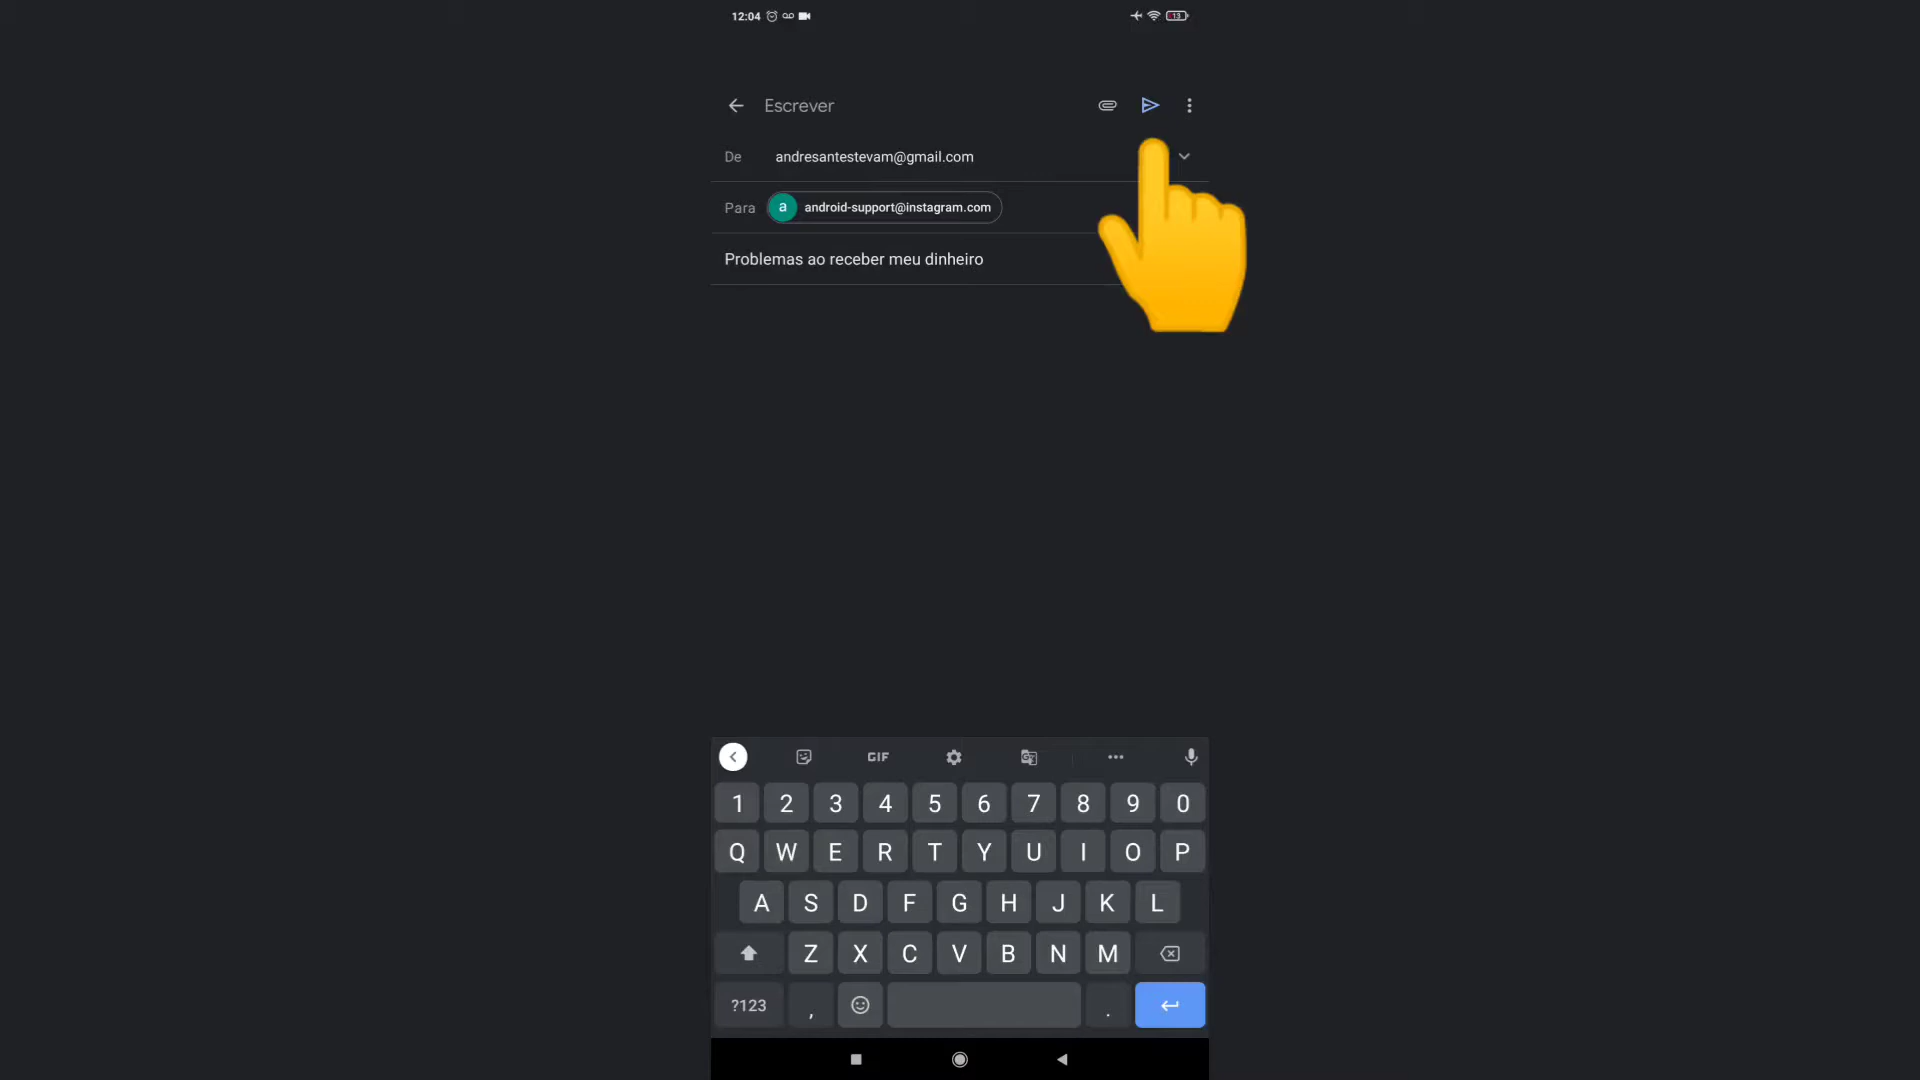 12:04
13
Escrever
De andresantestevam@gmail.com
Para a android-support@instagram.com
Problemas ao receber meu dinheiro
GIF
1 2 3 4 5 6 7 8 9 0
Q W E R T Y U I O P
A S D F G H J K L
Z X C V B N M
?123 , .